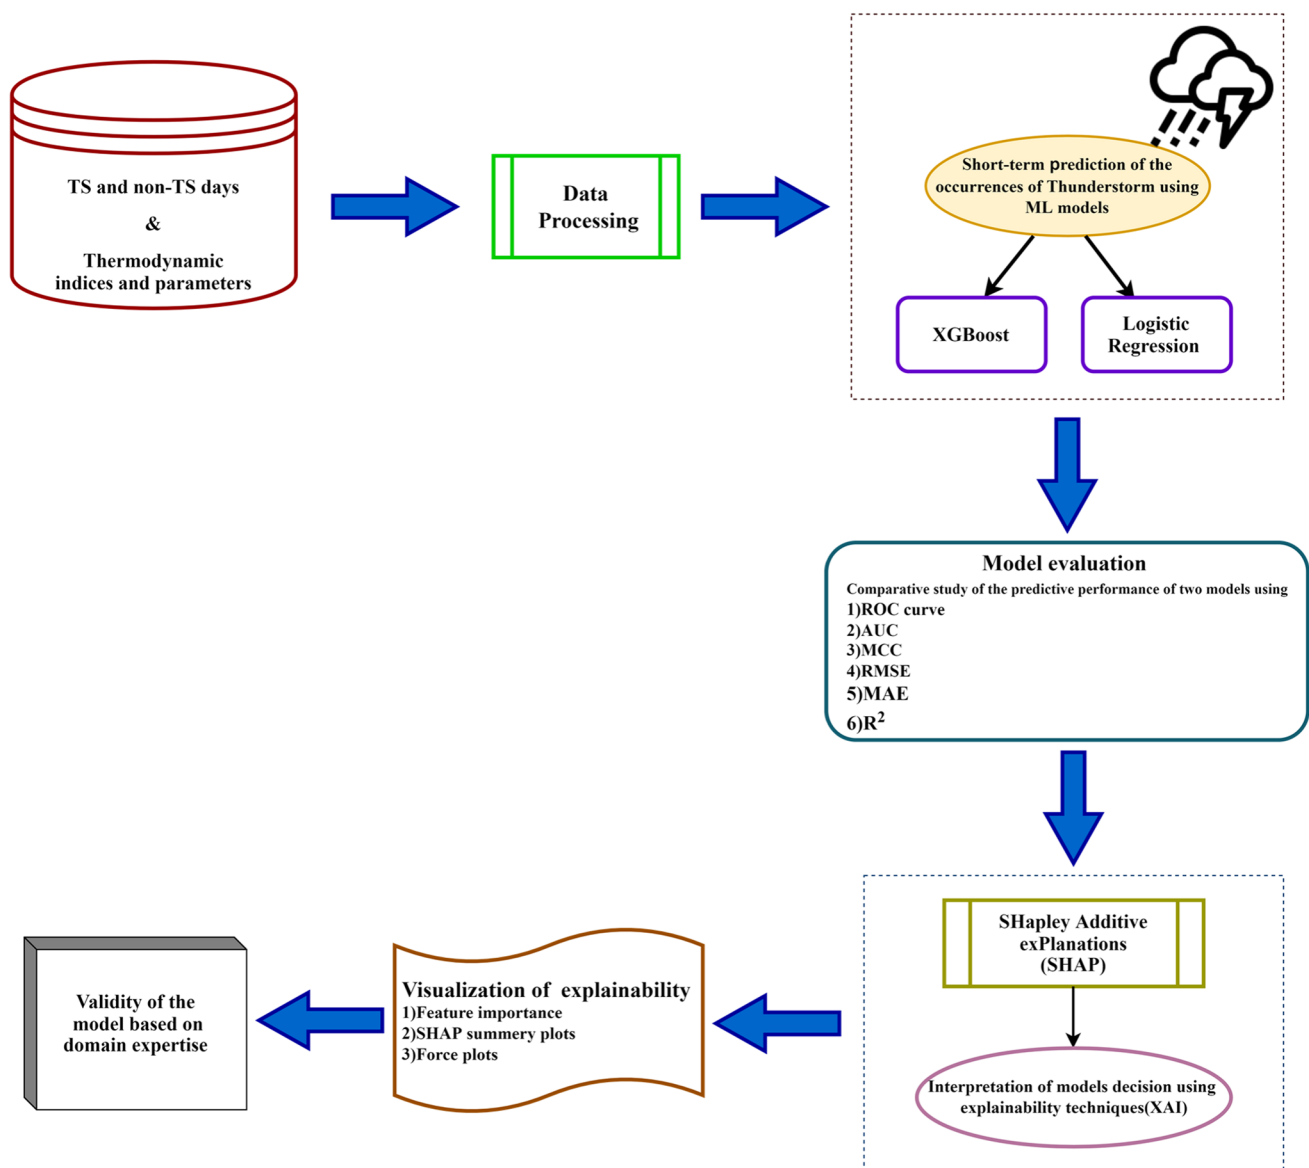 TS and non-TS days
&
Thermodynamic
indices and parameters
Data
Processing
Short-term prediction of the
occurrences of Thunderstorm using
ML models
XGBoost
Logistic
Regression
Model evaluation
Comparative study of the predictive performance of two models using
1)ROC curve
2)AUC
3)MCC
4)RMSE
5)MAE
6)R²
SHapley Additive
exPlanations
(SHAP)
Interpretation of models decision using
explainability techniques(XAI)
Visualization of explainability
1)Feature importance
2)SHAP summery plots
3)Force plots
Validity of the
model based on
domain expertise